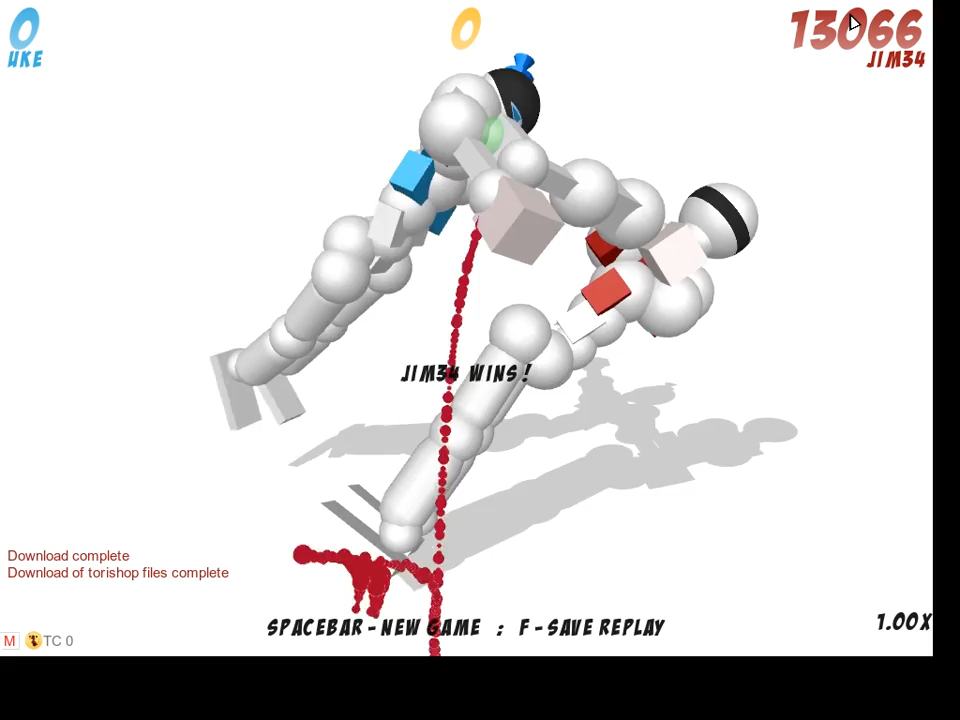 0
UKE
0
13066
JIM34
JIM34 WINS!
Download complete
Download of torishop files complete
SPACEBAR - NEW GAME : F - SAVE REPLAY
1.00X
M TC 0